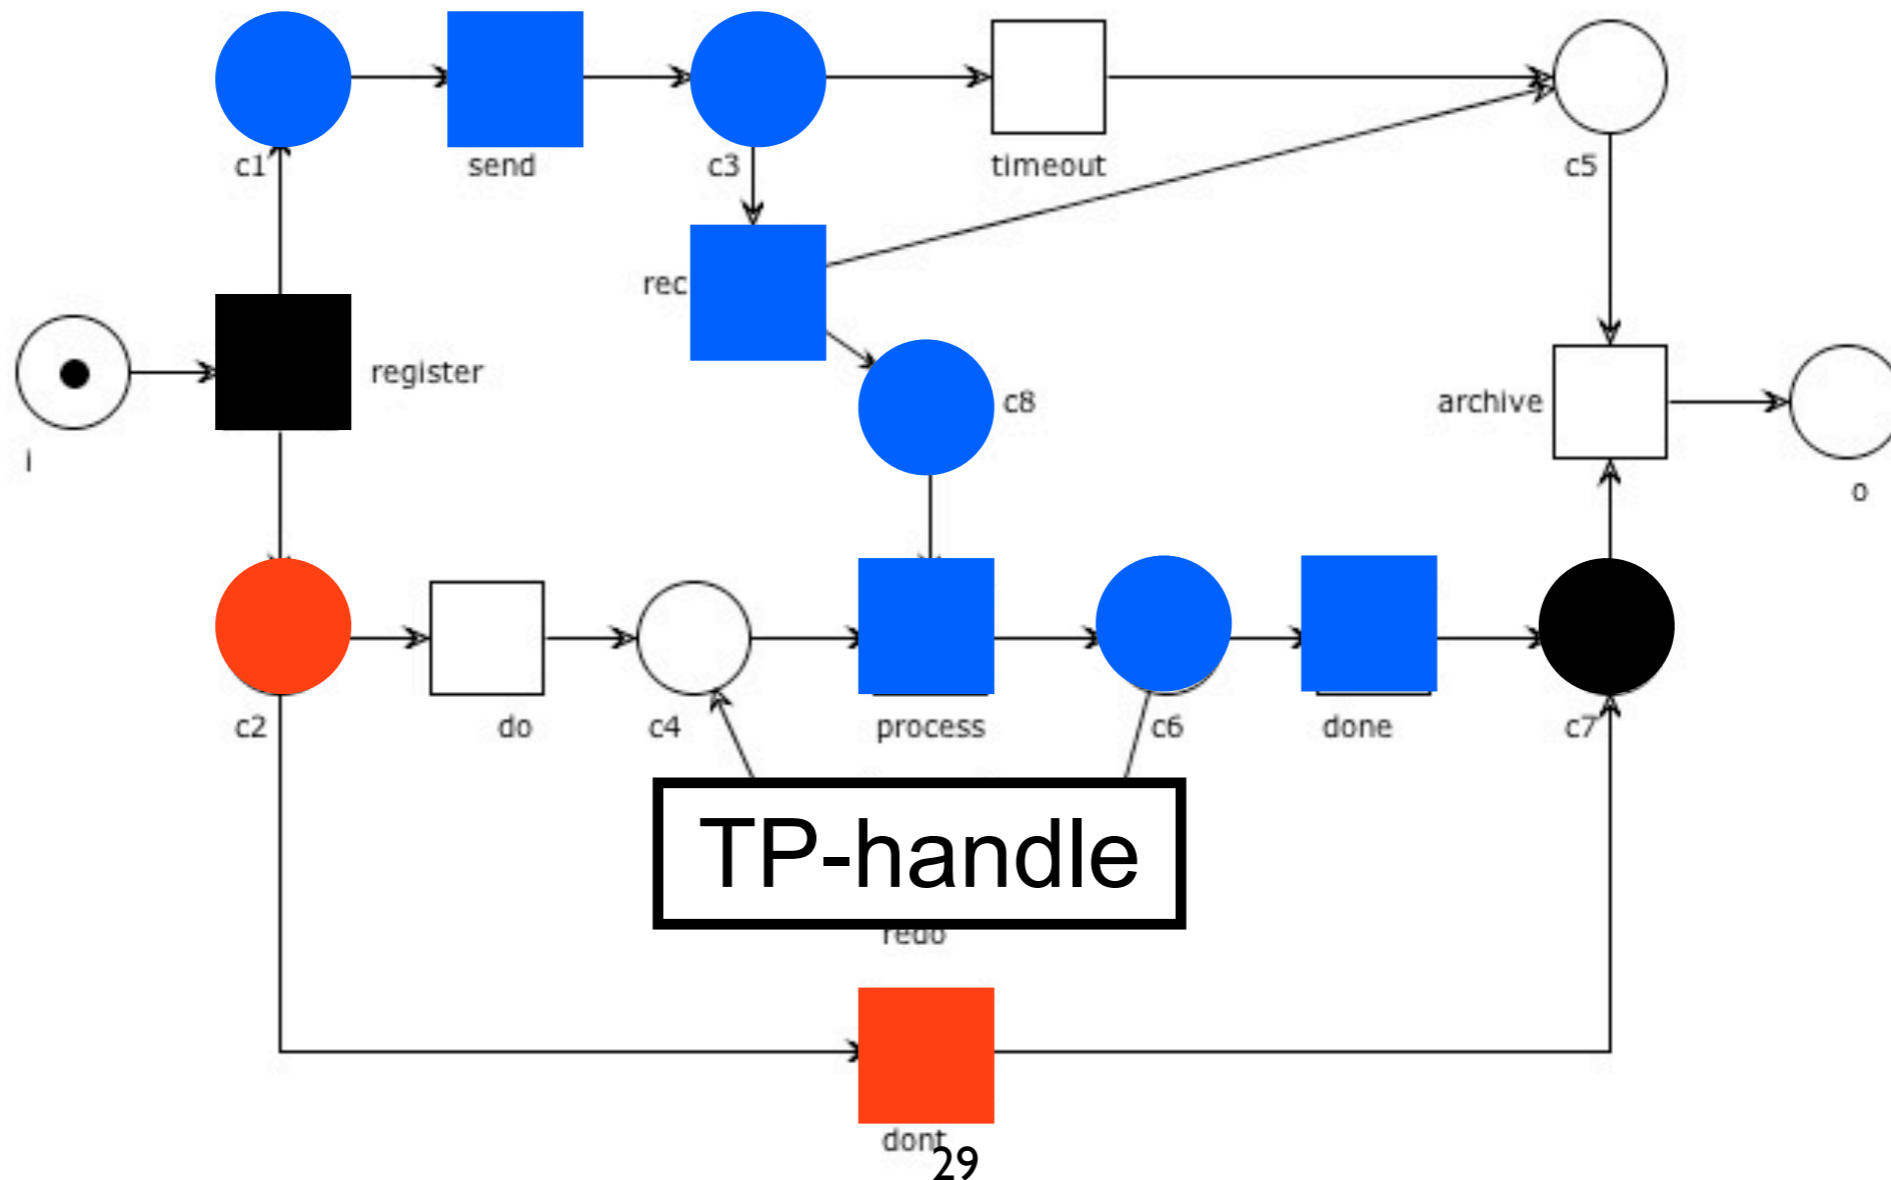 c1
send
c3
timeout
c5
rec
i
register
c8
archive
o
c2
do
c4
process
c6
done
c7
TP-handle
redo
dont
29